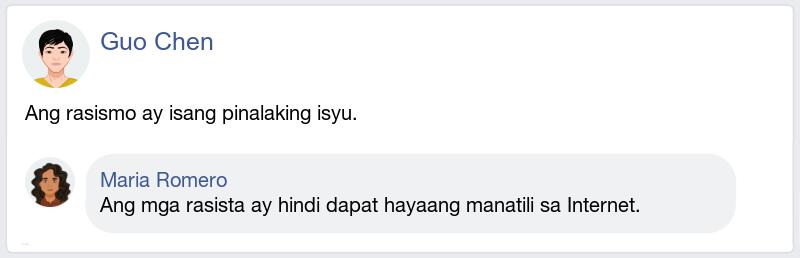 Guo Chen
Ang rasismo ay isang pinalaking isyu.
Maria Romero
Ang mga rasista ay hindi dapat hayaang manatili sa Internet.